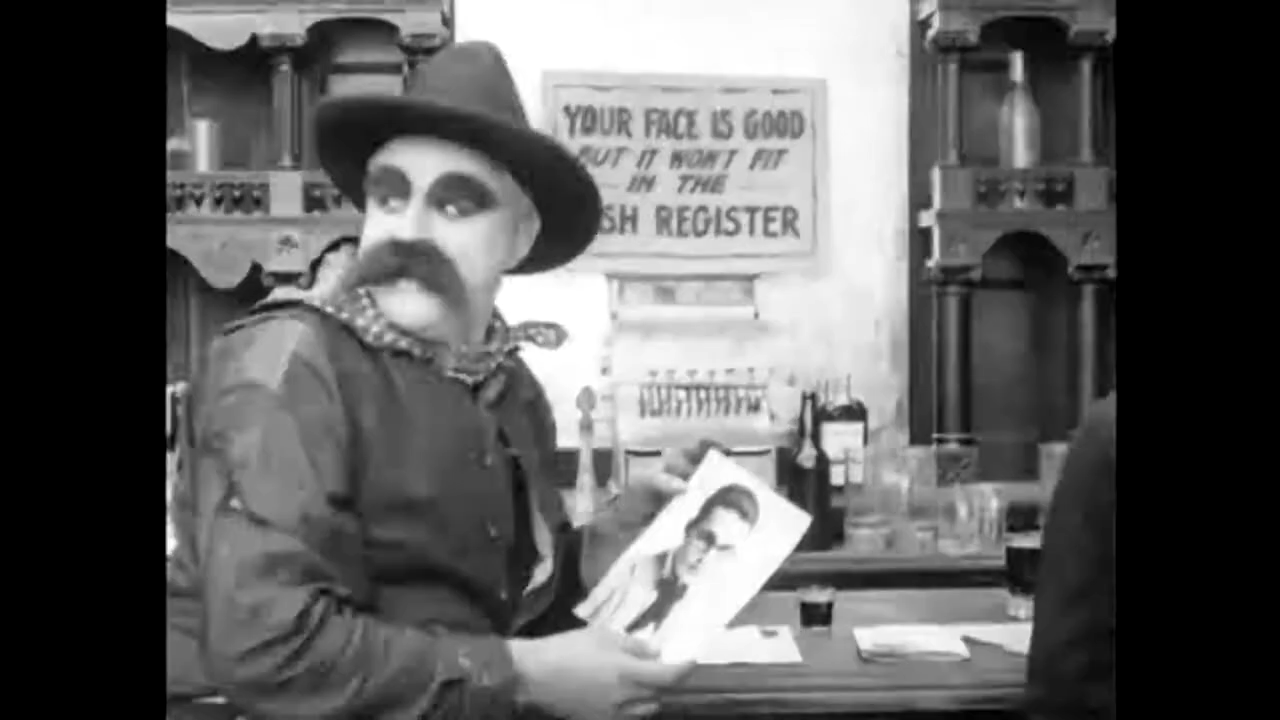 YOUR FACE IS GOOD
BUT IT WON'T FIT
IN THE
SH REGISTER